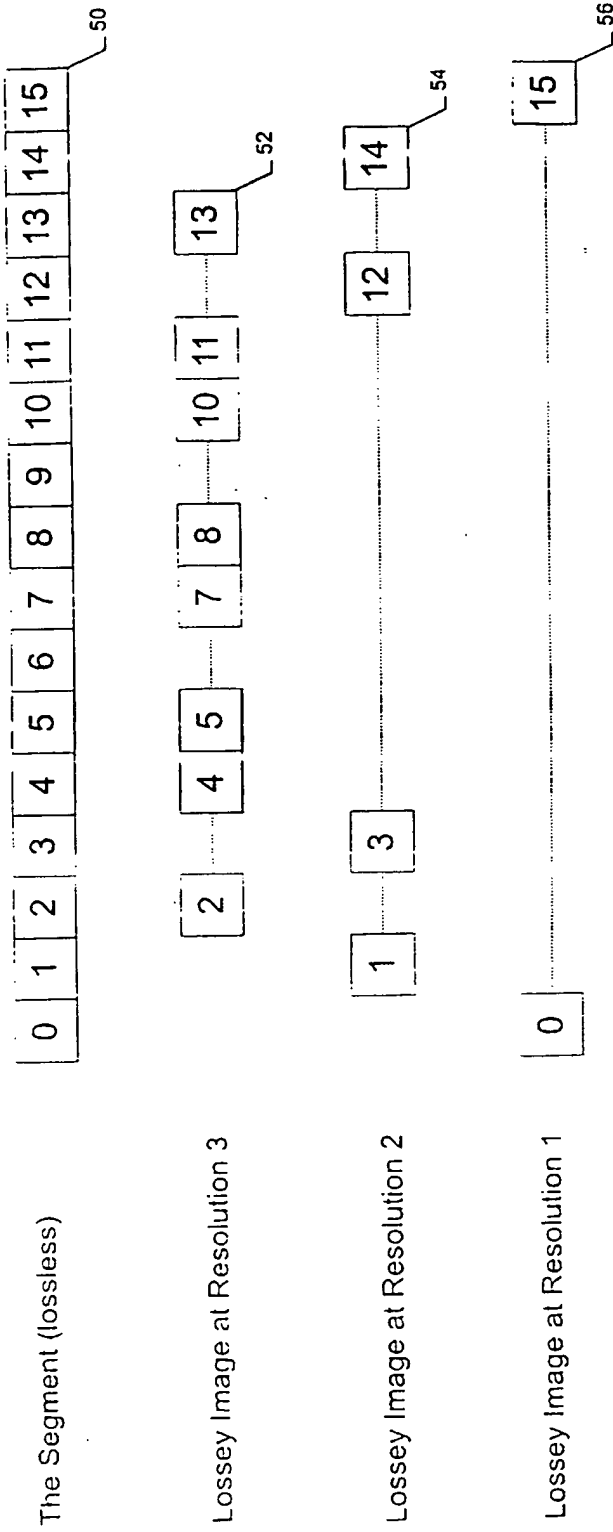 The Segment (lossless) 0 1 2 3 4 5 6 7 8 9 10 11 12 13 14 15
50
Lossey Image at Resolution 3 2 4 5 7 8 10 11 13
52
Lossey Image at Resolution 2 1 3 12 14
54
Lossey Image at Resolution 1 0 15
56